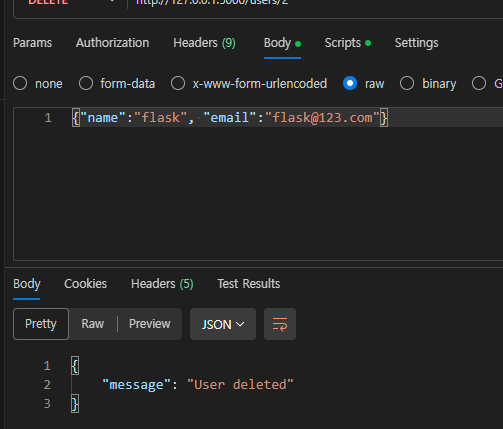 DELETE http://127.0.0.1:5000/users/2
Params Authorization Headers (9) Body Scripts Settings
none form-data x-www-form-urlencoded raw binary G
1 {"name":"flask", "email":"flask@123.com"}
Body Cookies Headers (5) Test Results
Pretty Raw Preview JSON
1 {
2 "message": "User deleted"
3 }